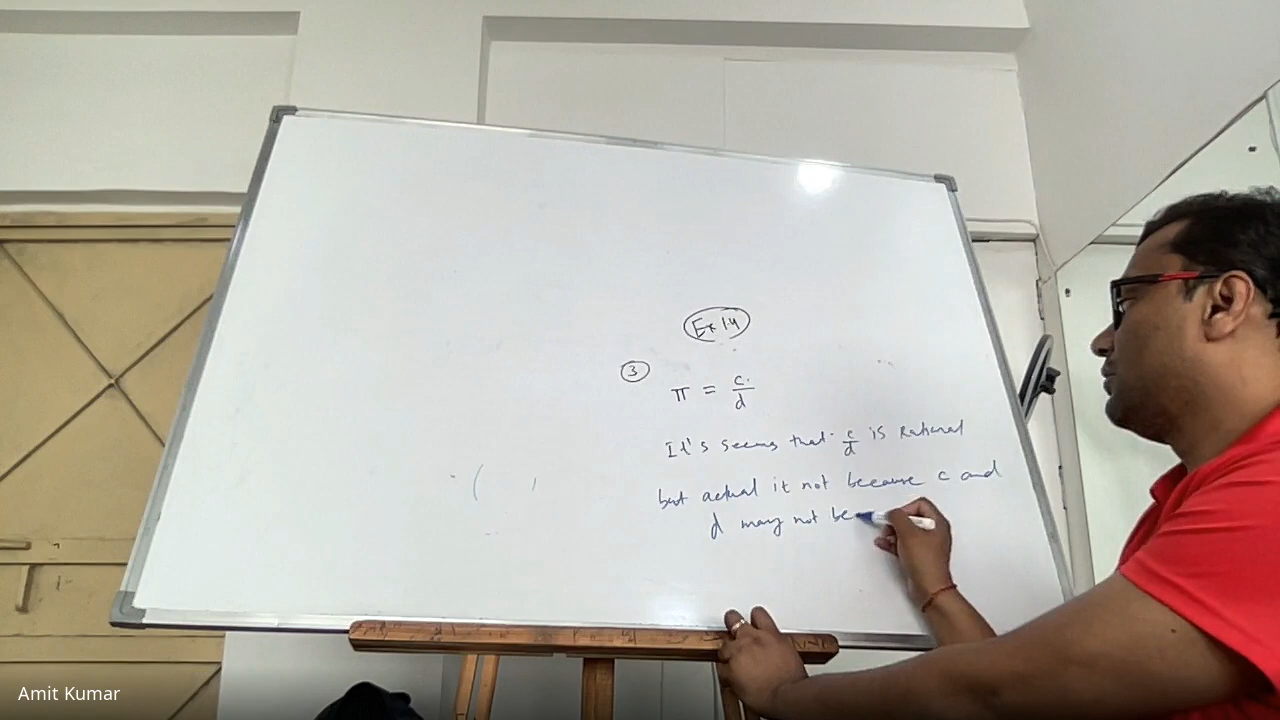 Ex 1.4
3
π = c/d
It's seems that c/d is Rational
but actual it not because c and
d may not be
Amit Kumar